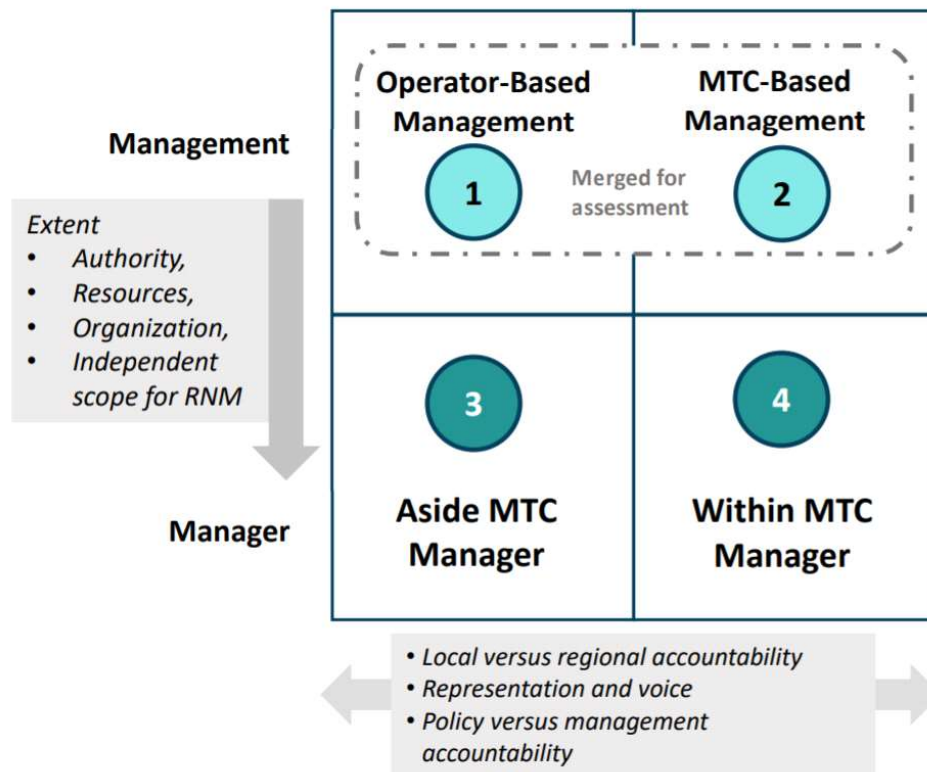 Operator-Based
Management
MTC-Based
Management
Management
1
Merged for
assessment
2
Extent
• Authority,
• Resources,
• Organization,
• Independent
scope for RNM
3
4
Manager
Aside MTC
Manager
Within MTC
Manager
• Local versus regional accountability
• Representation and voice
• Policy versus management
accountability